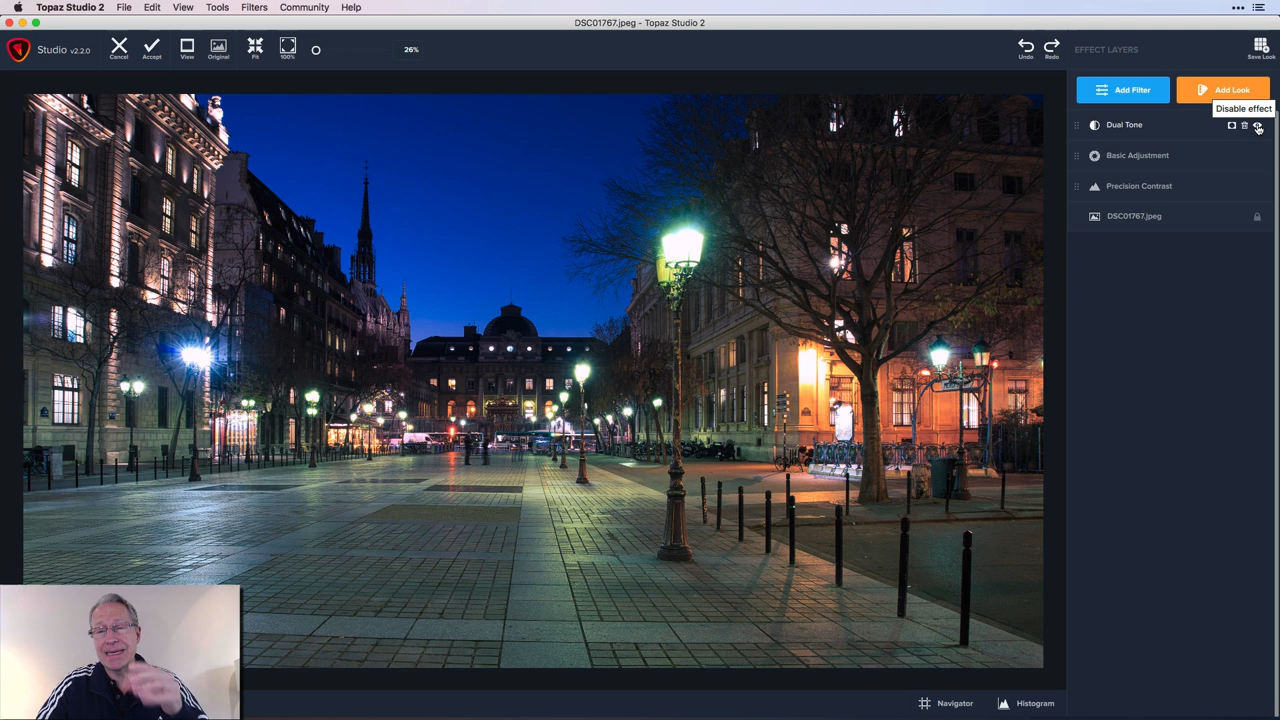 Topaz Studio 2 File Edit View Tools Filters Community Help
DSC01767.jpeg - Topaz Studio 2
Studio v2.2.0
Cancel
Accept
View
Original
Fit
100%
26%
Undo
Redo
EFFECT LAYERS
Save Look
Add Filter
Add Look
Disable effect
Dual Tone
Basic Adjustment
Precision Contrast
DSC01767.jpeg
Navigator
Histogram